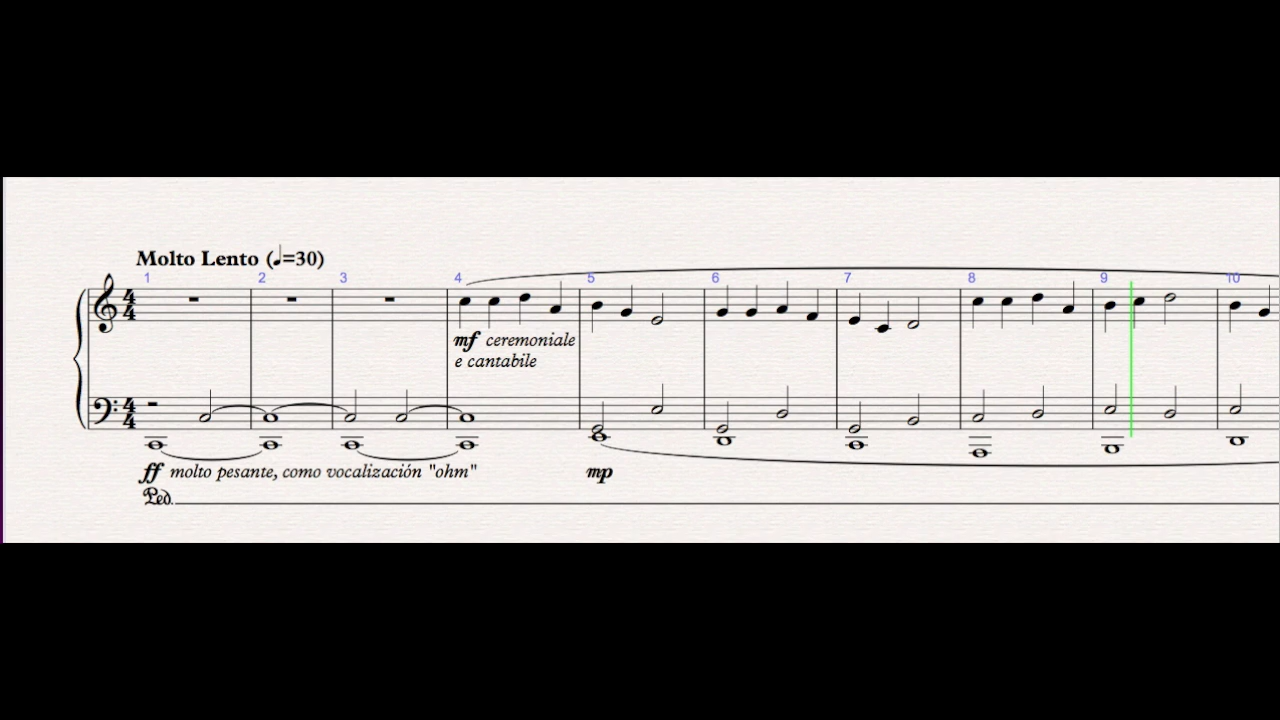 Molto Lento (♩=30)
1 2 3 4 5 6 7 8 9 10
mf ceremoniale
e cantabile
ff molto pesante, como vocalización "ohm" mp
Ped.